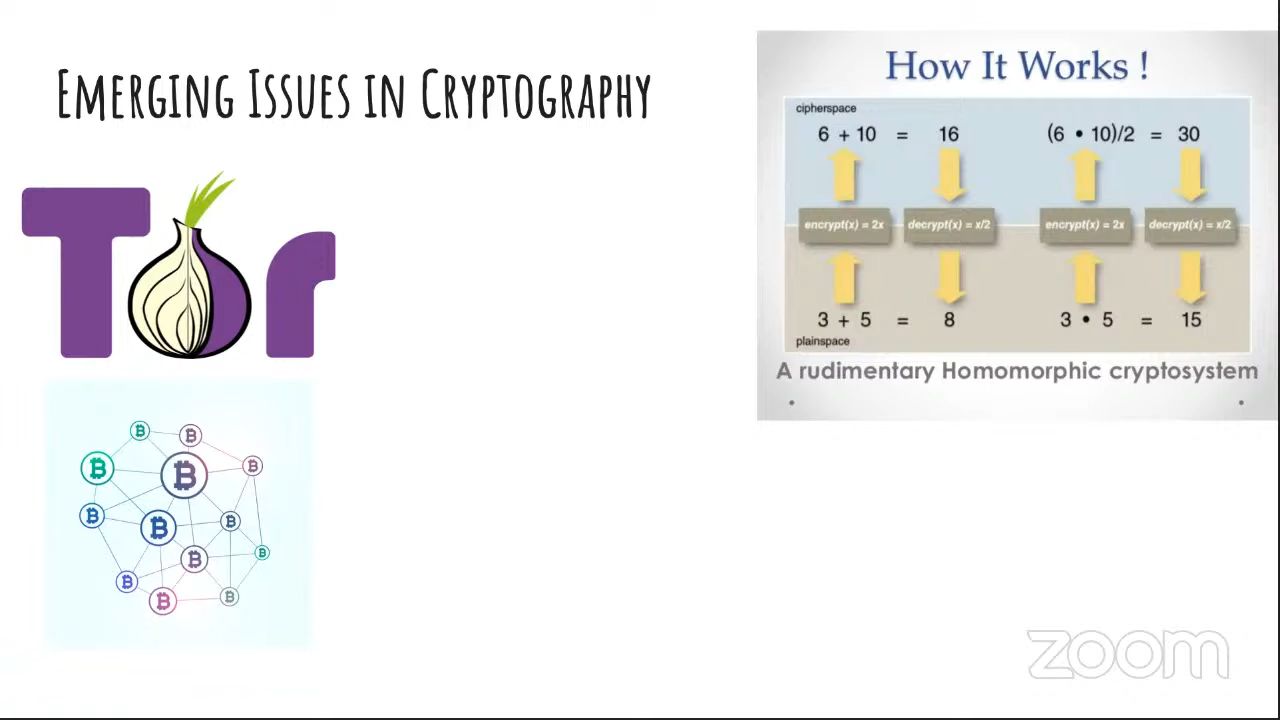 Emerging Issues in Cryptography
Tor
How It Works !
cipherspace
6 + 10 = 16
(6 • 10)/2 = 30
encrypt(x) = 2x
decrypt(x) = x/2
encrypt(x) = 2x
decrypt(x) = x/2
3 + 5 = 8
3 • 5 = 15
plainspace
A rudimentary Homomorphic cryptosystem
zoom